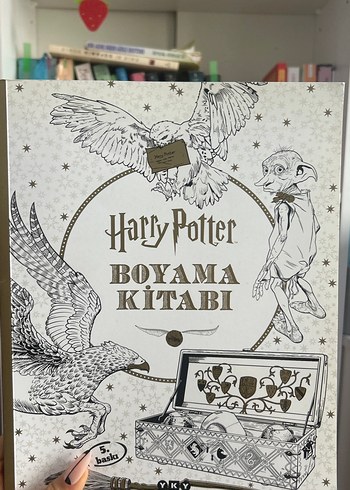 Harry Potter
BOYAMA
KİTABI
5.
baskı
YKY